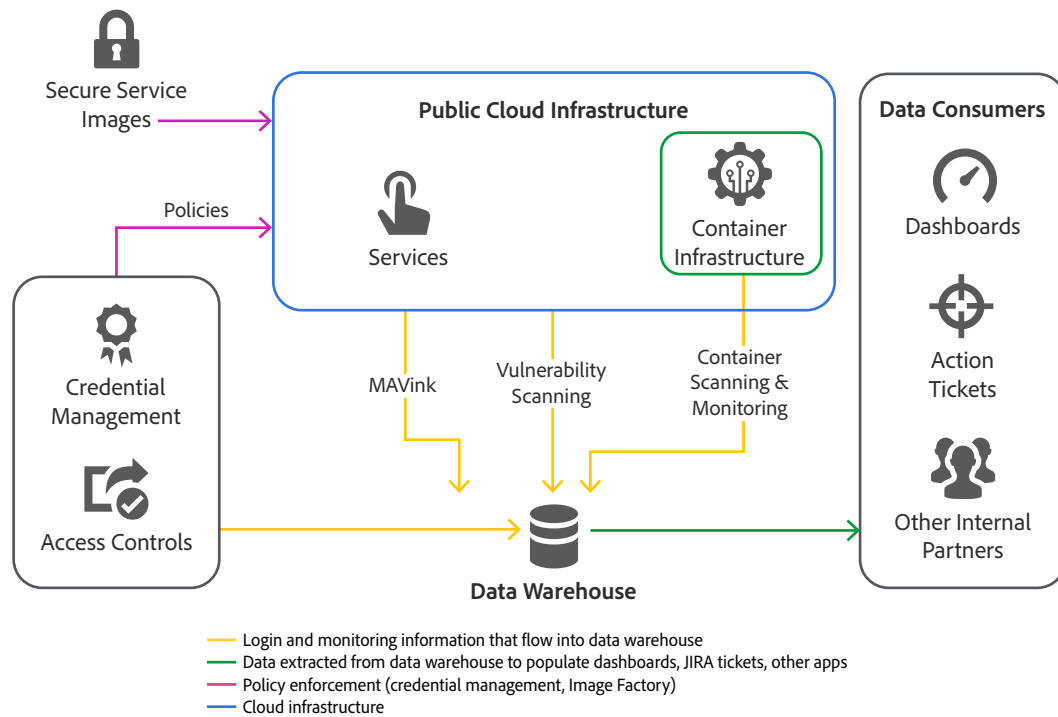 Secure Service
Images
Public Cloud Infrastructure
Data Consumers
Policies
Services
Container
Infrastructure
Dashboards
Credential
Management
Access Controls
MAVink
Vulnerability
Scanning
Container
Scanning &
Monitoring
Action
Tickets
Other Internal
Partners
Data Warehouse
Login and monitoring information that flow into data warehouse
Data extracted from data warehouse to populate dashboards, JIRA tickets, other apps
Policy enforcement (credential management, Image Factory)
Cloud infrastructure